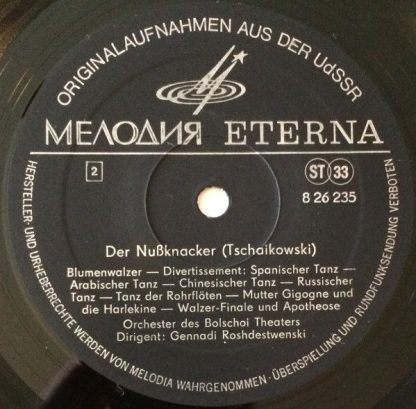 ORIGINALAUFNAHMEN AUS DER UdSSR
МЕЛОДИЯ ETERNA
2
ST 33
8 26 235
Der Nußknacker (Tschaikowski)
Blumenwalzer — Divertissement: Spanischer Tanz —
Arabischer Tanz — Chinesischer Tanz — Russischer
Tanz — Tanz der Rohrflöten — Mutter Gigogne und
die Harlekine — Walzer-Finale und Apotheose
Orchester des Bolschoi Theaters
Dirigent: Gennadi Roshdestwenski
HERSTELLER- UND URHEBERRECHTE WERDEN VON MELODIA WAHRGENOMMEN · ÜBERSPIELUNG UND RUNDFUNKSENDUNG VERBOTEN